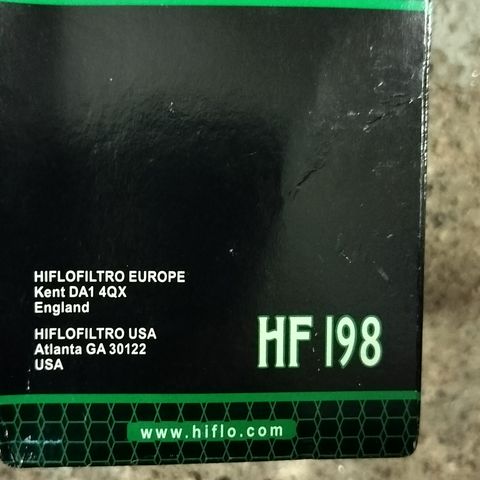 HIFLOFILTRO EUROPE
Kent DA1 4QX
England
HIFLOFILTRO USA
Atlanta GA 30122
USA
HF 198
www.hiflo.com